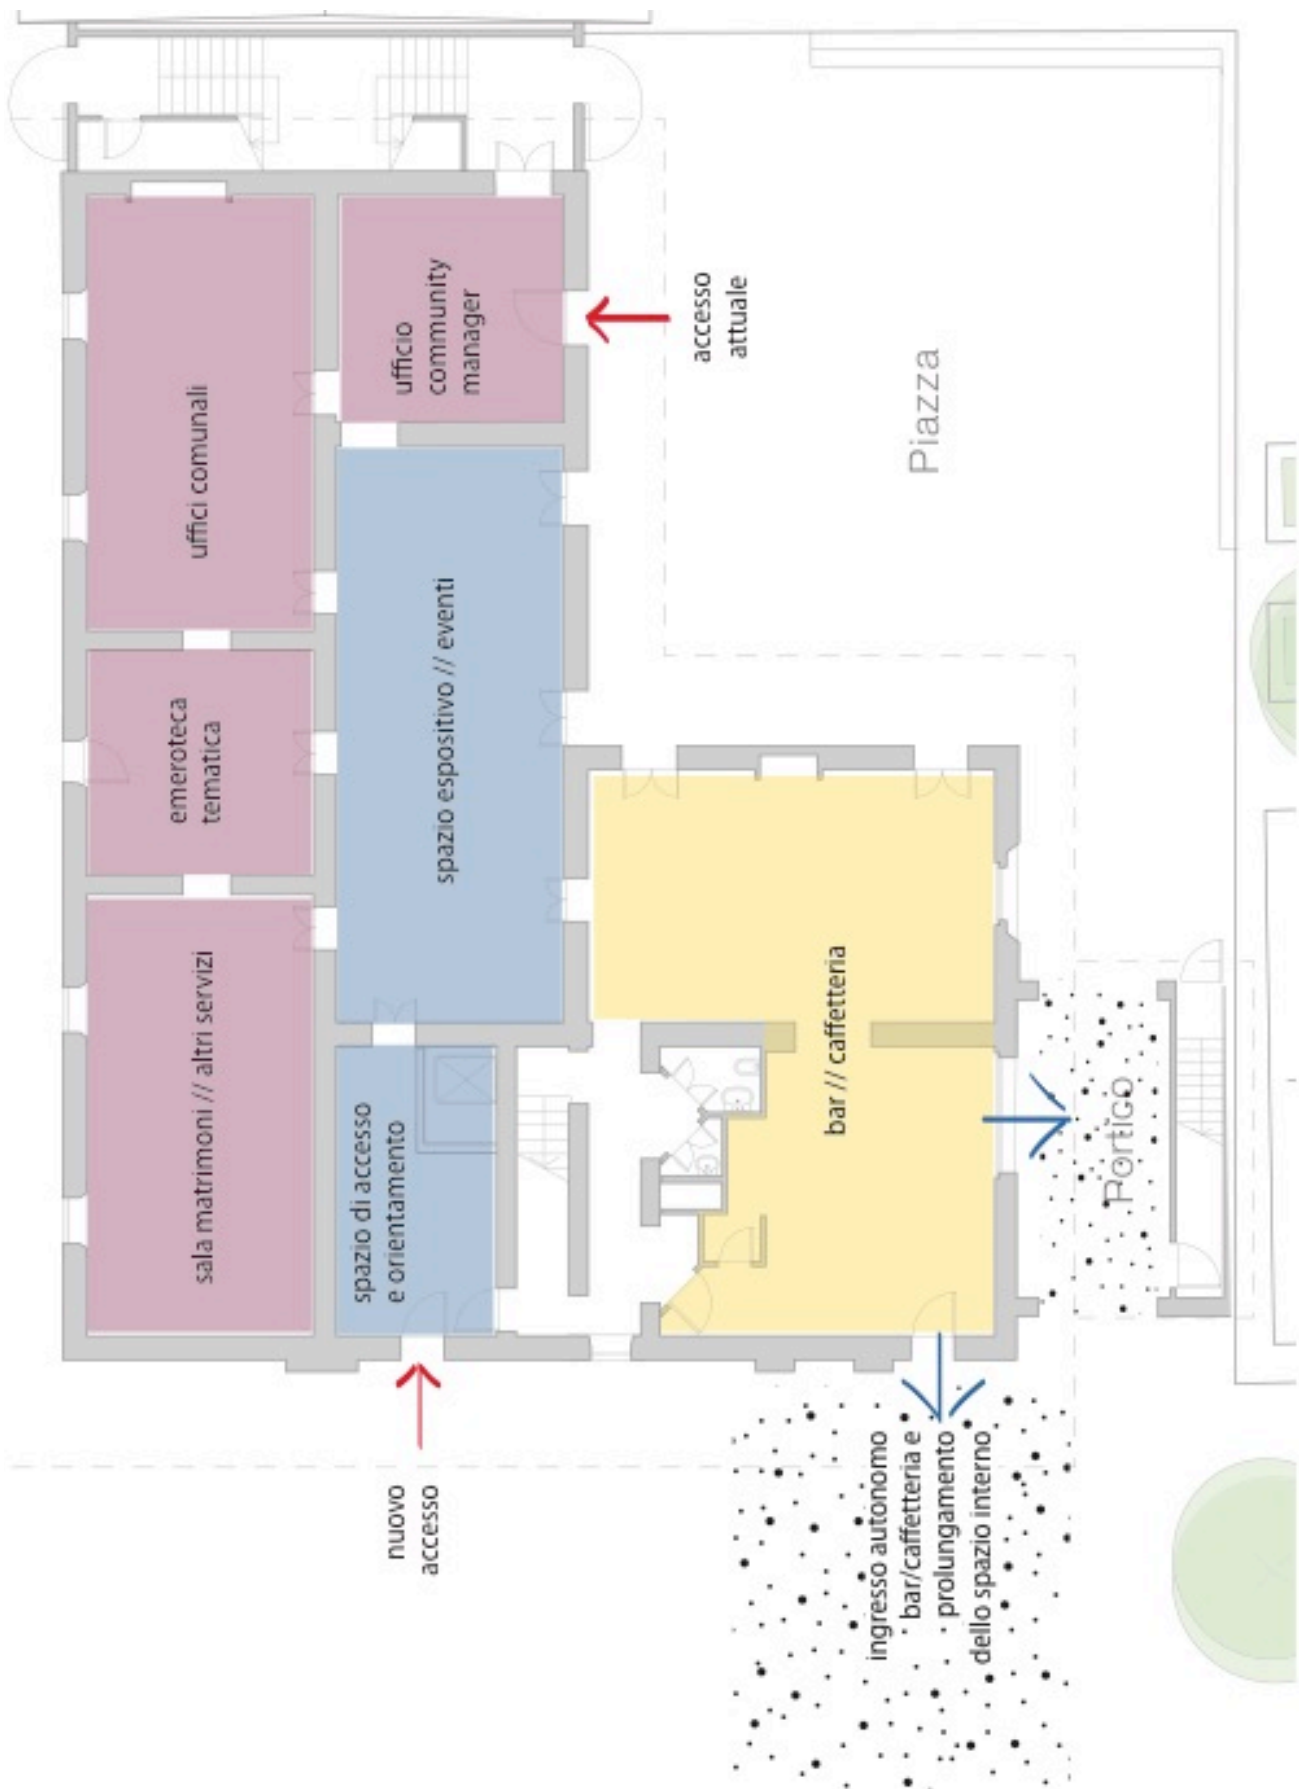 sala matrimoni // altri servizi
emeroteca
tematica
uffici comunali
nuovo
accesso
spazio di accesso
e orientamento
spazio espositivo // eventi
ufficio
community
manager
accesso
attuale
bar // caffetteria
ingresso autonomo
bar/caffetteria e
prolungamento
dello spazio interno
Piazza
Portico